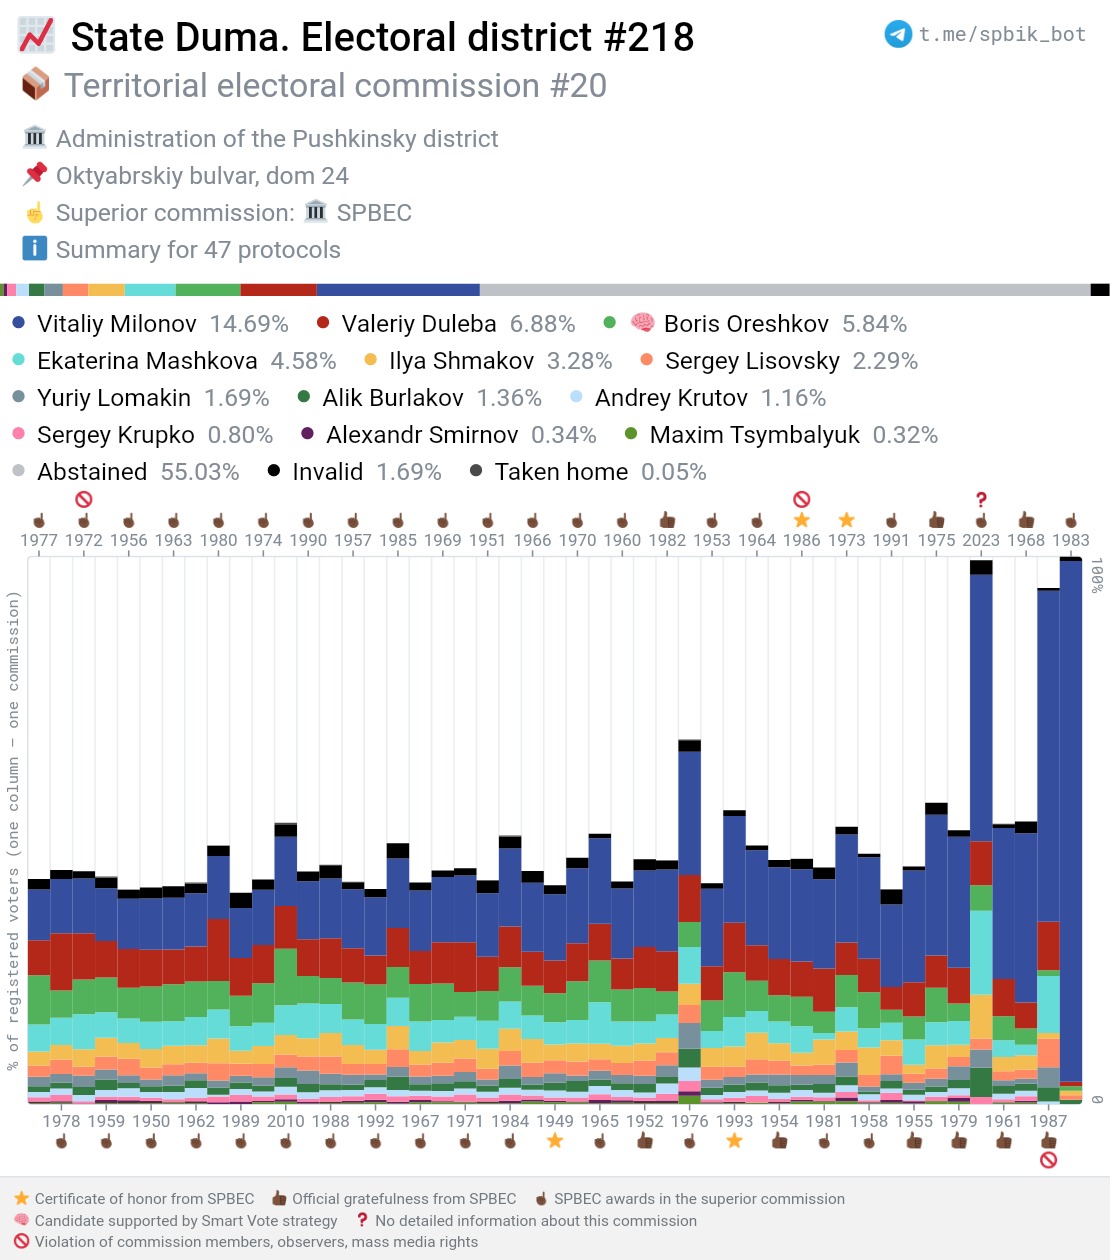 State Duma. Electoral district #218
t.me/spbik_bot
Territorial electoral commission #20
Administration of the Pushkinsky district
Oktyabrskiy bulvar, dom 24
Superior commission: SPBEC
Summary for 47 protocols
Vitaliy Milonov 14.69% Valeriy Duleba 6.88% Boris Oreshkov 5.84%
Ekaterina Mashkova 4.58% Ilya Shmakov 3.28% Sergey Lisovsky 2.29%
Yuriy Lomakin 1.69% Alik Burlakov 1.36% Andrey Krutov 1.16%
Sergey Krupko 0.80% Alexandr Smirnov 0.34% Maxim Tsymbalyuk 0.32%
Abstained 55.03% Invalid 1.69% Taken home 0.05%
1977 1972 1956 1963 1980 1974 1990 1957 1985 1969 1951 1966 1970 1960 1982 1953 1964 1986 1973 1991 1975 2023 1968 1983
100%
% of registered voters (one column — one commission)
0
1978 1959 1950 1962 1989 2010 1988 1992 1967 1971 1984 1949 1965 1952 1976 1993 1954 1981 1958 1955 1979 1961 1987
Certificate of honor from SPBEC Official gratefulness from SPBEC SPBEC awards in the superior commission
Candidate supported by Smart Vote strategy No detailed information about this commission
Violation of commission members, observers, mass media rights